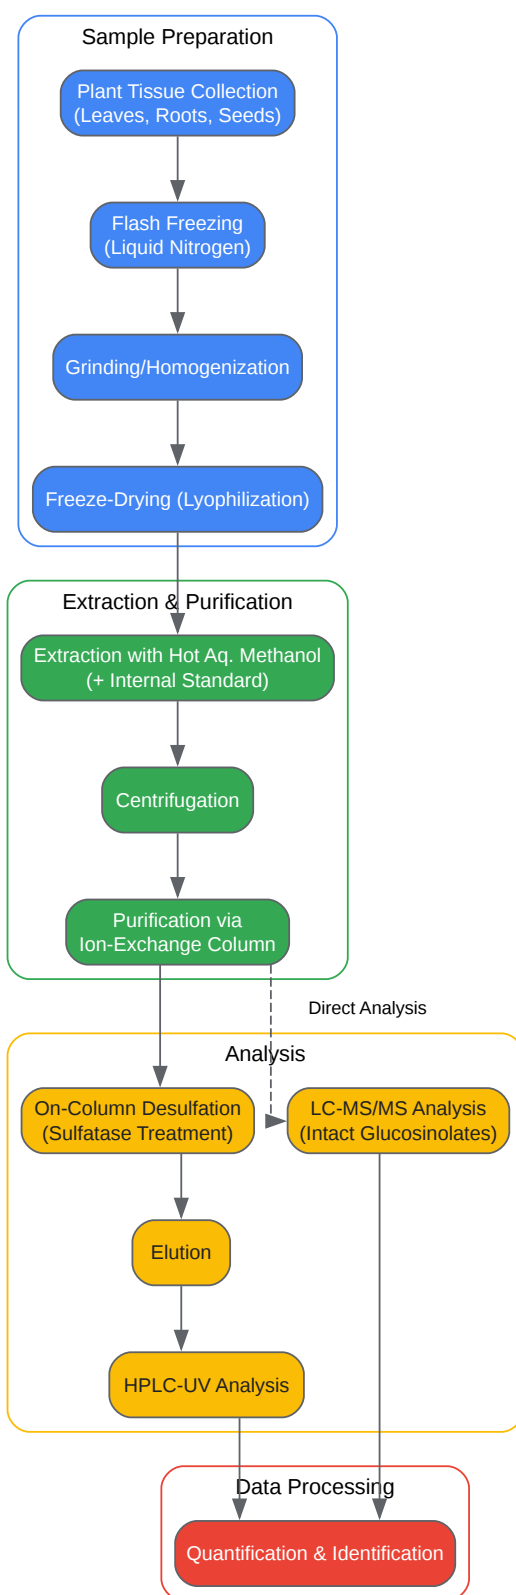 Sample Preparation
Plant Tissue Collection
(Leaves, Roots, Seeds)
Flash Freezing
(Liquid Nitrogen)
Grinding/Homogenization
Freeze-Drying (Lyophilization)
Extraction & Purification
Extraction with Hot Aq. Methanol
(+ Internal Standard)
Centrifugation
Purification via
Ion-Exchange Column
Direct Analysis
Analysis
On-Column Desulfation
(Sulfatase Treatment)
LC-MS/MS Analysis
(Intact Glucosinolates)
Elution
HPLC-UV Analysis
Data Processing
Quantification & Identification